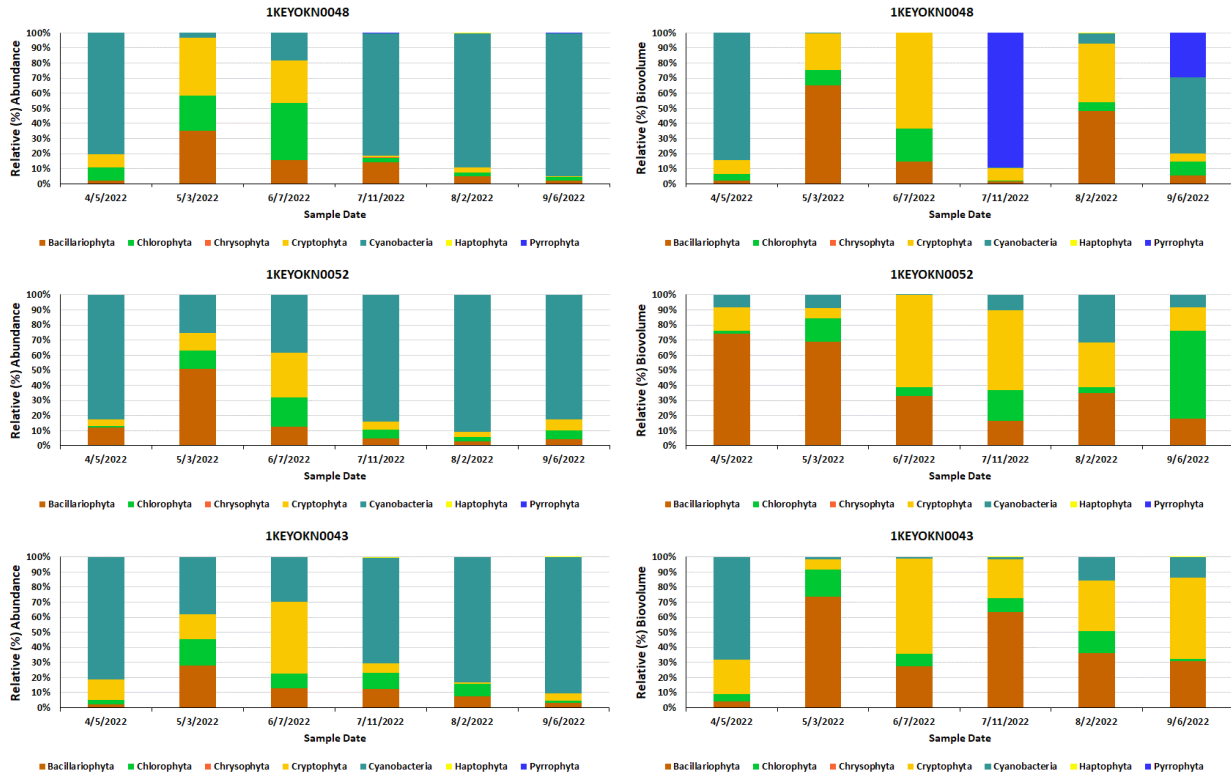 1KEYOKN0048
Relative (%) Abundance
100%
90%
80%
70%
60%
50%
40%
30%
20%
10%
0%
4/5/2022 5/3/2022 6/7/2022 7/11/2022 8/2/2022 9/6/2022
Sample Date
Bacillariophyta Chlorophyta Chrysophyta Cryptophyta Cyanobacteria Haptophyta Pyrrophyta
1KEYOKN0048
Relative (%) Biovolume
100%
90%
80%
70%
60%
50%
40%
30%
20%
10%
0%
4/5/2022 5/3/2022 6/7/2022 7/11/2022 8/2/2022 9/6/2022
Sample Date
Bacillariophyta Chlorophyta Chrysophyta Cryptophyta Cyanobacteria Haptophyta Pyrrophyta
1KEYOKN0052
Relative (%) Abundance
100%
90%
80%
70%
60%
50%
40%
30%
20%
10%
0%
4/5/2022 5/3/2022 6/7/2022 7/11/2022 8/2/2022 9/6/2022
Sample Date
Bacillariophyta Chlorophyta Chrysophyta Cryptophyta Cyanobacteria Haptophyta Pyrrophyta
1KEYOKN0052
Relative (%) Biovolume
100%
90%
80%
70%
60%
50%
40%
30%
20%
10%
0%
4/5/2022 5/3/2022 6/7/2022 7/11/2022 8/2/2022 9/6/2022
Sample Date
Bacillariophyta Chlorophyta Chrysophyta Cryptophyta Cyanobacteria Haptophyta Pyrrophyta
1KEYOKN0043
Relative (%) Abundance
100%
90%
80%
70%
60%
50%
40%
30%
20%
10%
0%
4/5/2022 5/3/2022 6/7/2022 7/11/2022 8/2/2022 9/6/2022
Sample Date
Bacillariophyta Chlorophyta Chrysophyta Cryptophyta Cyanobacteria Haptophyta Pyrrophyta
1KEYOKN0043
Relative (%) Biovolume
100%
90%
80%
70%
60%
50%
40%
30%
20%
10%
0%
4/5/2022 5/3/2022 6/7/2022 7/11/2022 8/2/2022 9/6/2022
Sample Date
Bacillariophyta Chlorophyta Chrysophyta Cryptophyta Cyanobacteria Haptophyta Pyrrophyta